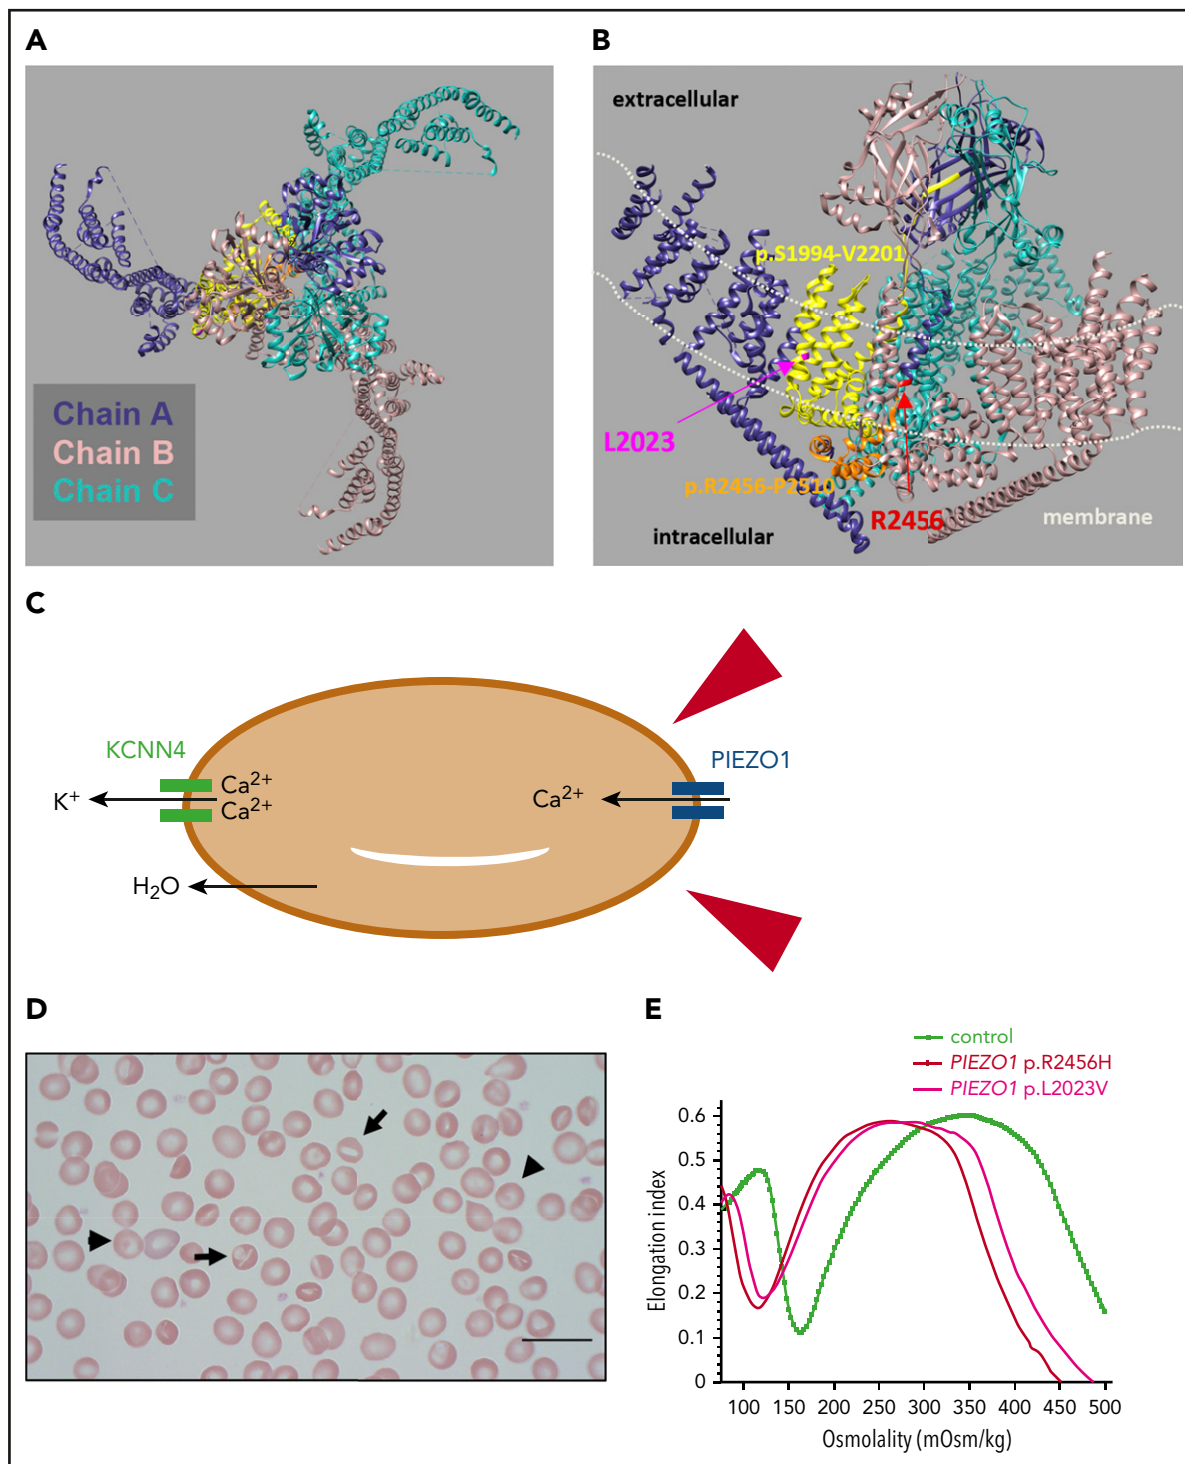 A
Chain A
Chain B
Chain C
B
extracellular
p.S1994-V2201
L2023
p.R2456-P2510
R2456
membrane
intracellular
C
KCNN4
PIEZO1
K⁺
Ca²⁺
Ca²⁺
Ca²⁺
H₂O
D
E
control
PIEZO1 p.R2456H
PIEZO1 p.L2023V
Elongation index
0.6
0.5
0.4
0.3
0.2
0.1
0
100 150 200 250 300 350 400 450 500
Osmolality (mOsm/kg)